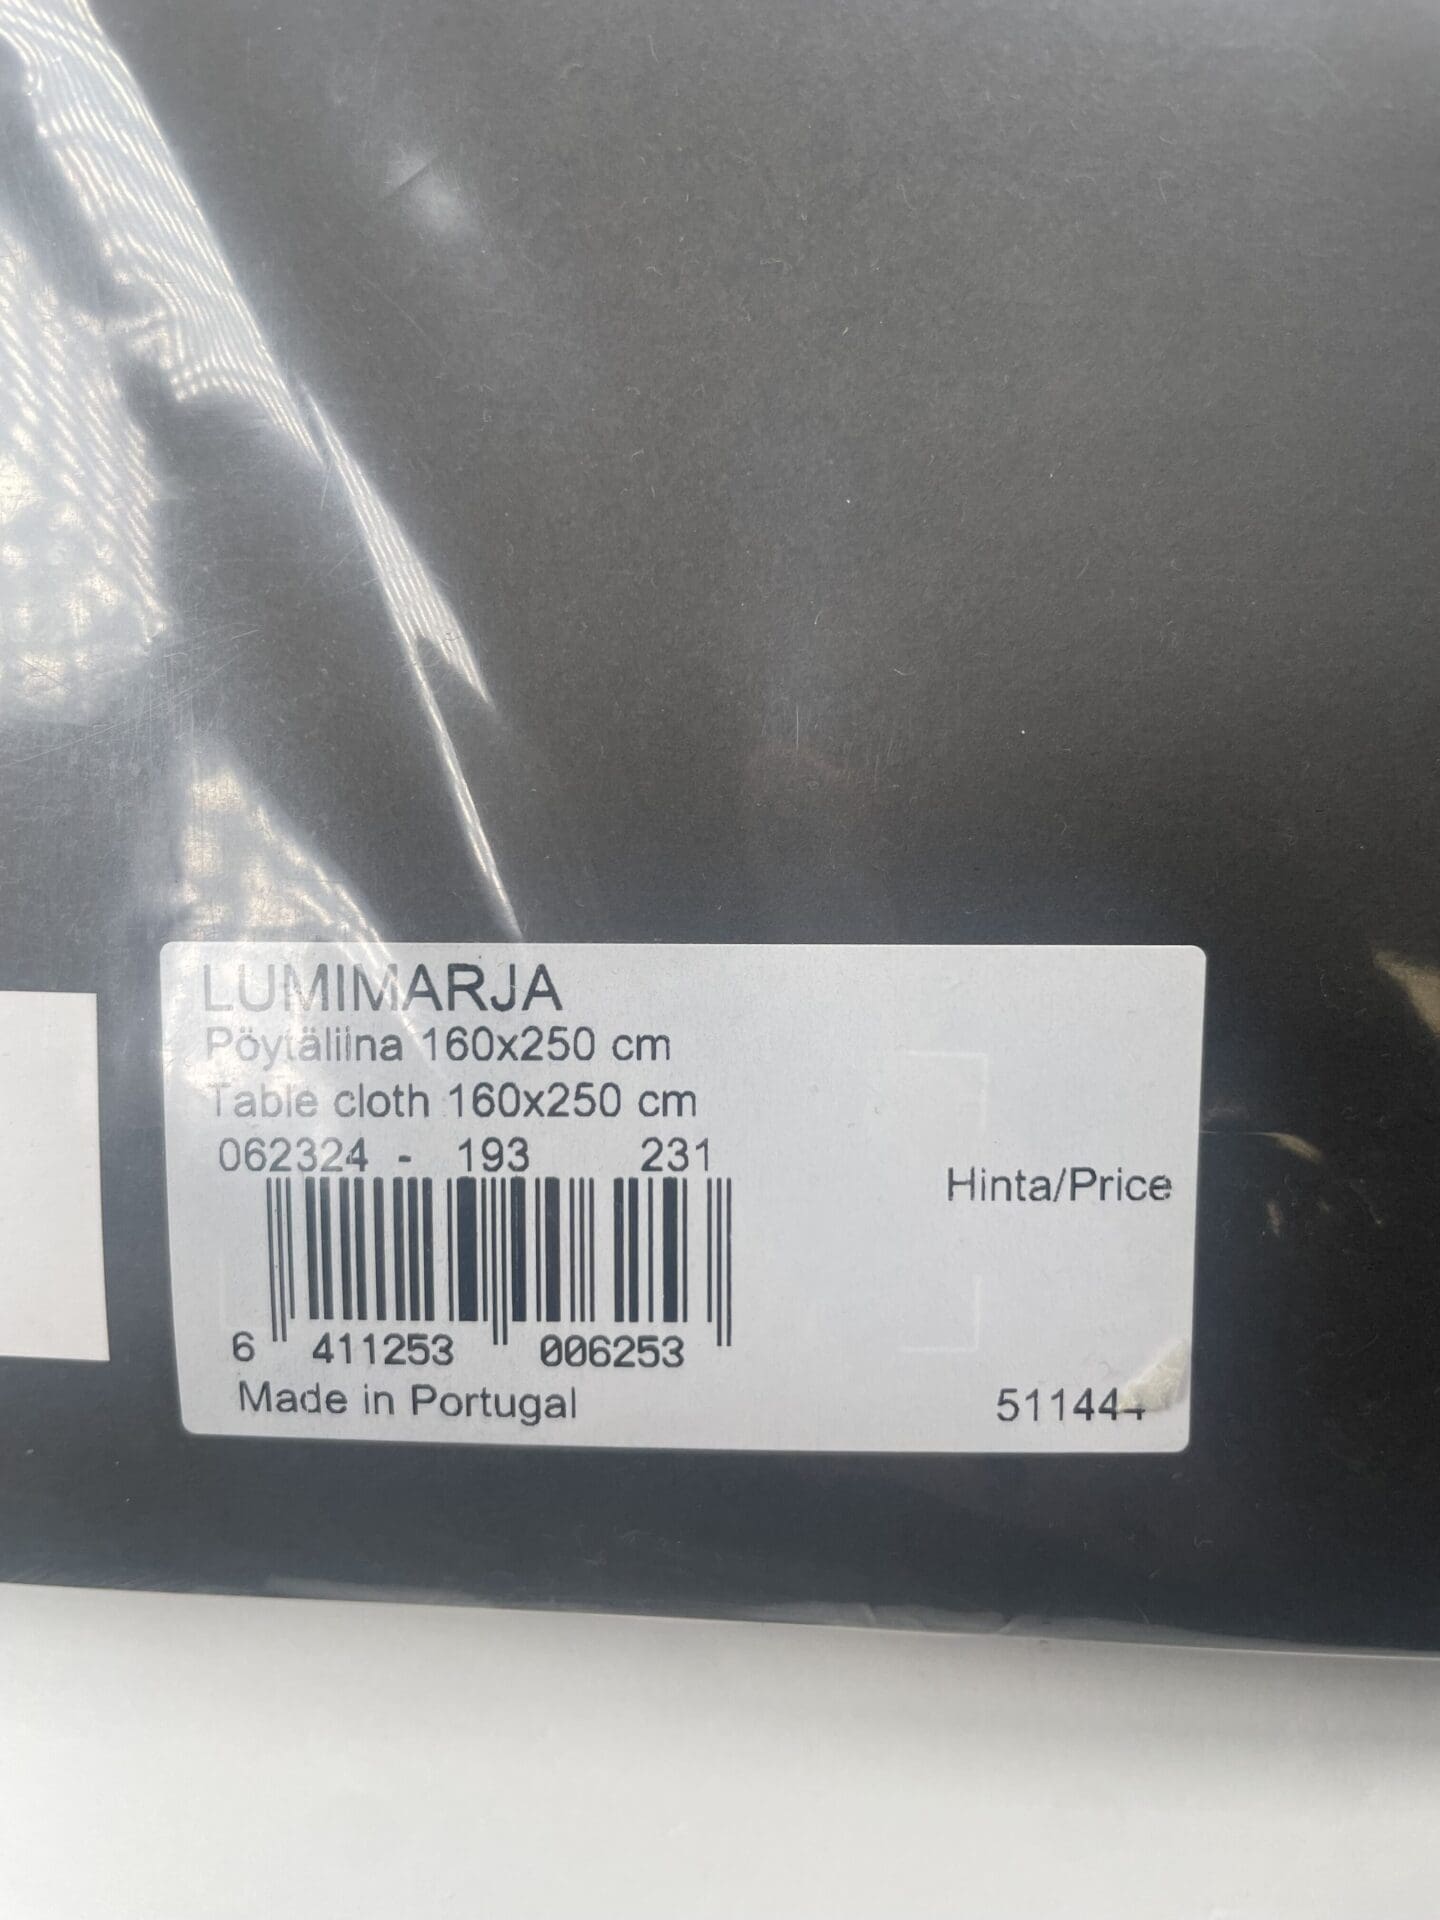 LUMIMARJA
Pöytäliina 160x250 cm
Table cloth 160x250 cm
062324 - 193 231
Hinta/Price
6 411253 006253
Made in Portugal